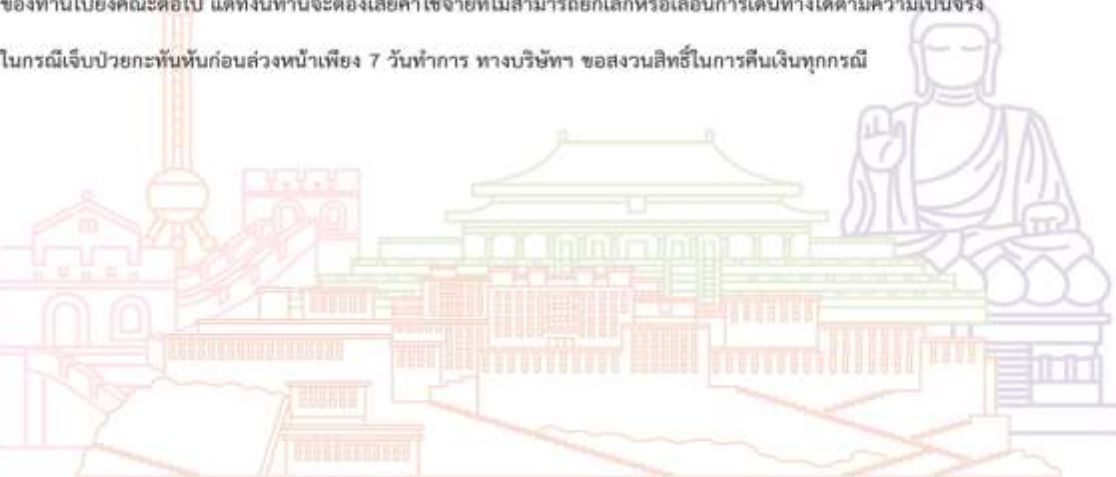 ของท่านไปยังคณะต่อไป แต่ทั้งนี้ท่านจะต้องเสียค่าใช้จ่ายที่ไม่สามารถยกเลิกหรือเลื่อนการเดินทางได้ตามความเป็นจริง
ในกรณีเจ็บป่วยกะทันหันก่อนล่วงหน้าเพียง 7 วันทำการ ทางบริษัทฯ ขอสงวนสิทธิ์ในการคืนเงินทุกกรณี